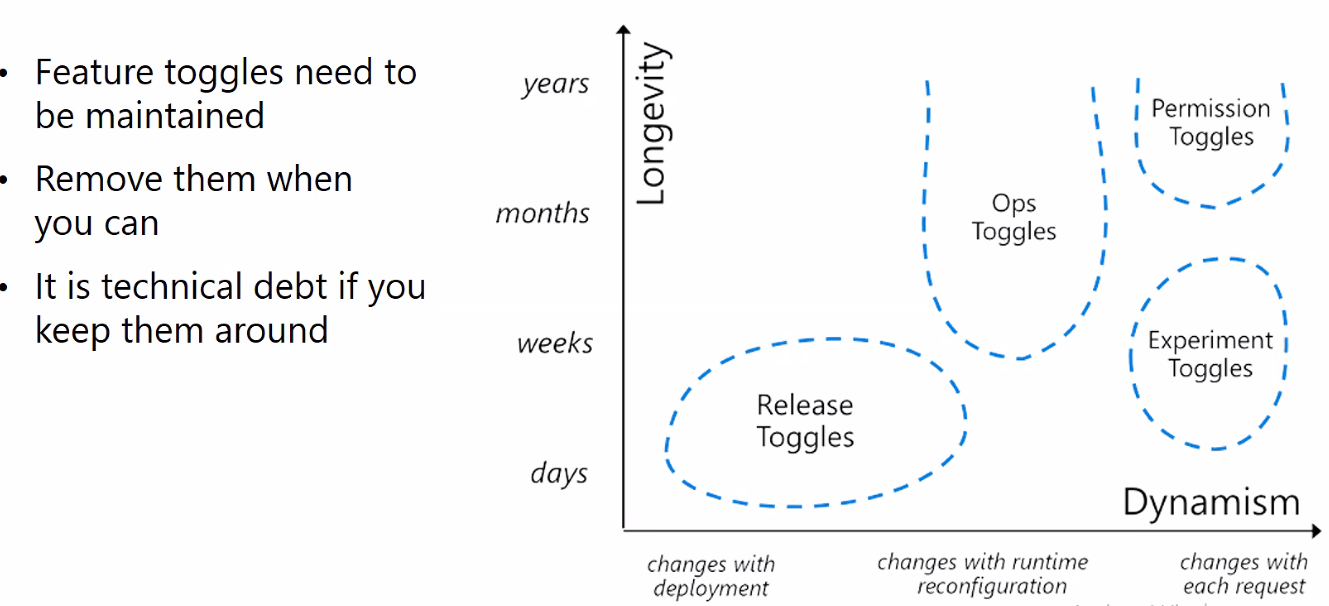 • Feature toggles need to
be maintained
• Remove them when
you can
• It is technical debt if you
keep them around
Longevity
years
months
weeks
days
Permission
Toggles
Ops
Toggles
Experiment
Toggles
Release
Toggles
Dynamism
changes with
deployment
changes with runtime
reconfiguration
changes with
each request